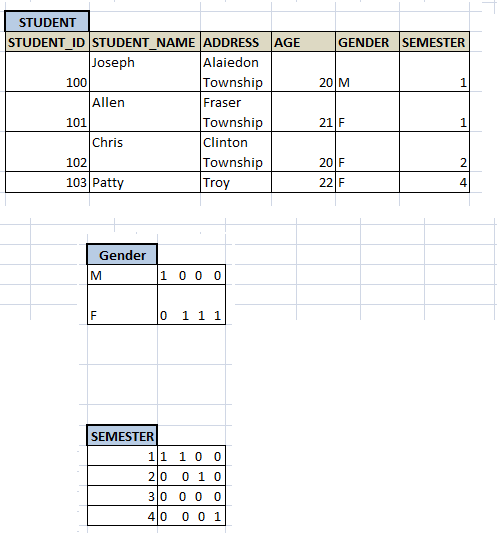 STUDENT
STUDENT_ID STUDENT_NAME ADDRESS AGE GENDER SEMESTER
Joseph Alaiedon
100 Township 20 M 1
Allen Fraser
101 Township 21 F 1
Chris Clinton
102 Township 20 F 2
103 Patty Troy 22 F 4
Gender
M 1 0 0 0
F 0 1 1 1
SEMESTER
1 1 1 0 0
2 0 0 1 0
3 0 0 0 0
4 0 0 0 1